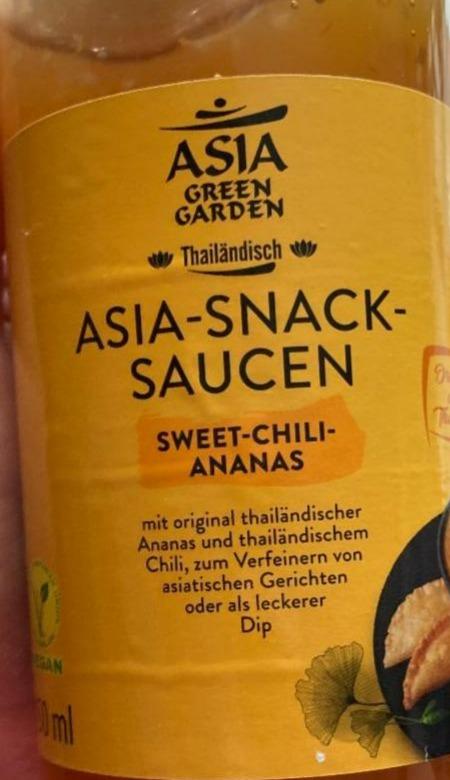 ASIA
GREEN
GARDEN
Thailändisch
ASIA-SNACK-
SAUCEN
SWEET-CHILI-
ANANAS
mit original thailändischer
Ananas und thailändischem
Chili, zum Verfeinern von
asiatischen Gerichten
oder als leckerer
Dip
VEGAN
ml